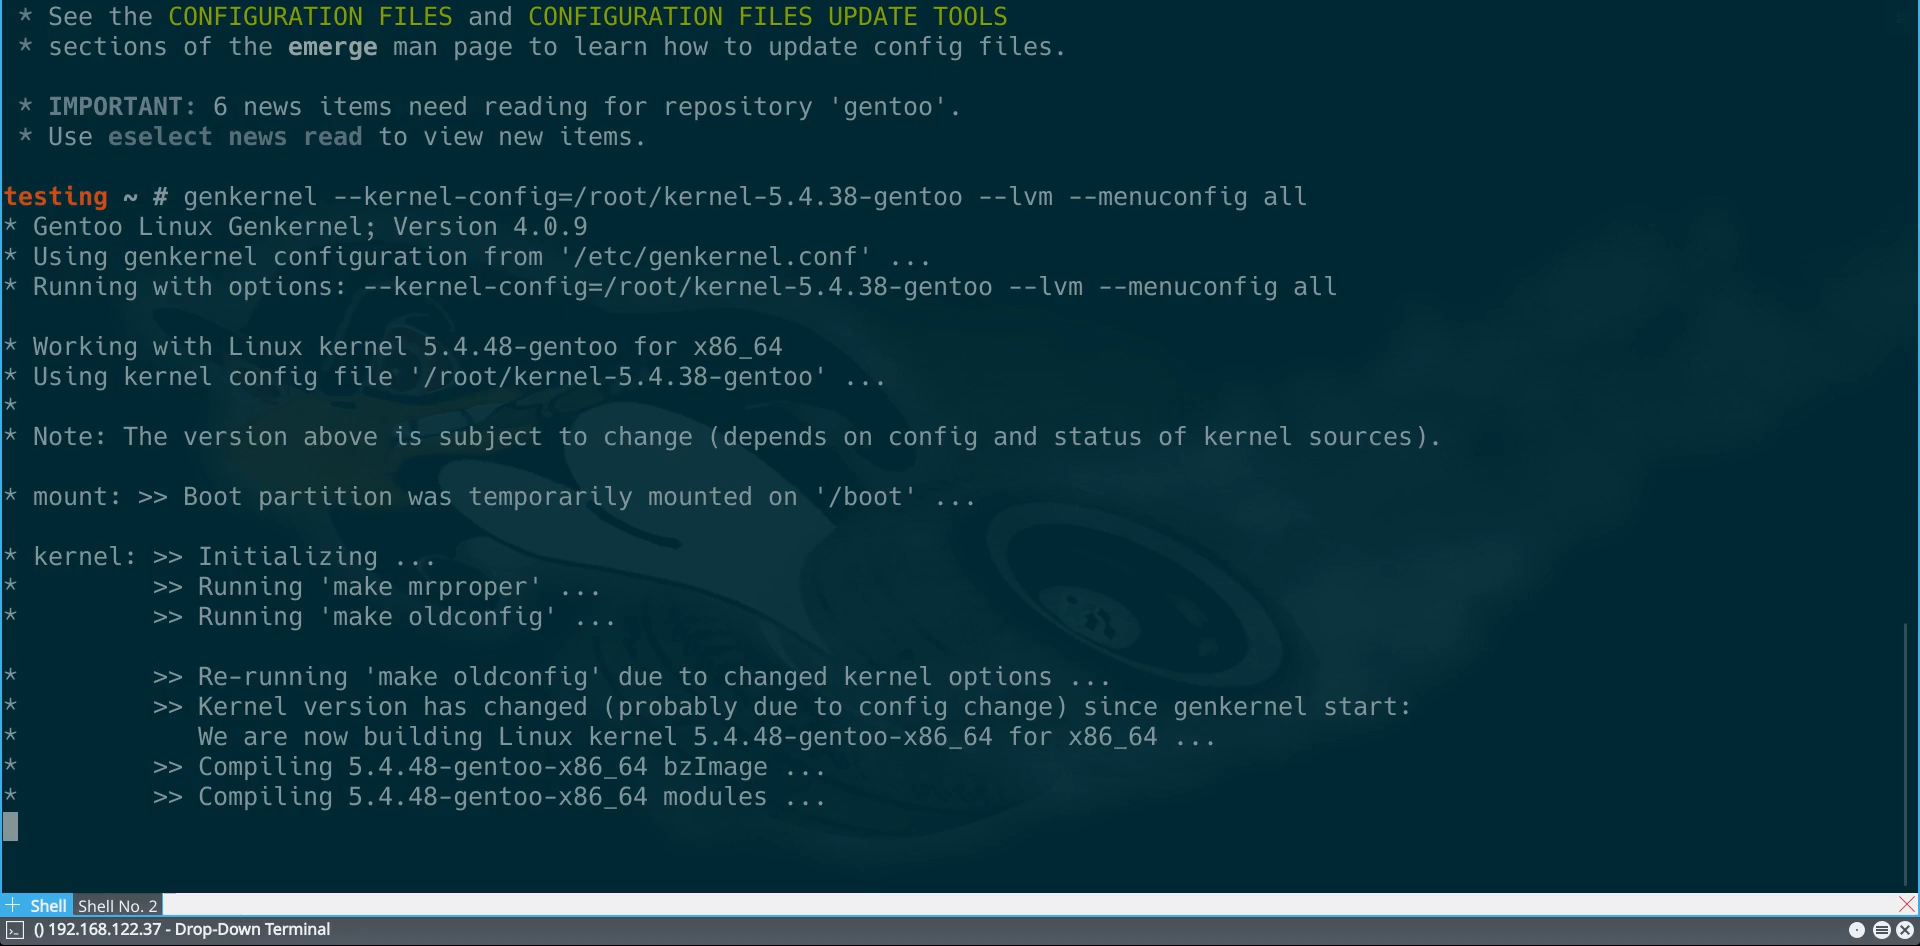 * See the CONFIGURATION FILES and CONFIGURATION FILES UPDATE TOOLS
* sections of the emerge man page to learn how to update config files.
* IMPORTANT: 6 news items need reading for repository 'gentoo'.
* Use eselect news read to view new items.
testing ~ # genkernel --kernel-config=/root/kernel-5.4.38-gentoo --lvm --menuconfig all
* Gentoo Linux Genkernel; Version 4.0.9
* Using genkernel configuration from '/etc/genkernel.conf' ...
* Running with options: --kernel-config=/root/kernel-5.4.38-gentoo --lvm --menuconfig all
* Working with Linux kernel 5.4.48-gentoo for x86_64
* Using kernel config file '/root/kernel-5.4.38-gentoo' ...
*
* Note: The version above is subject to change (depends on config and status of kernel sources).
* mount: >> Boot partition was temporarily mounted on '/boot' ...
* kernel: >> Initializing ...
*         >> Running 'make mrproper' ...
*         >> Running 'make oldconfig' ...
*         >> Re-running 'make oldconfig' due to changed kernel options ...
*         >> Kernel version has changed (probably due to config change) since genkernel start:
*            We are now building Linux kernel 5.4.48-gentoo-x86_64 for x86_64 ...
*         >> Compiling 5.4.48-gentoo-x86_64 bzImage ...
*         >> Compiling 5.4.48-gentoo-x86_64 modules ...
Shell Shell No. 2
() 192.168.122.37 - Drop-Down Terminal